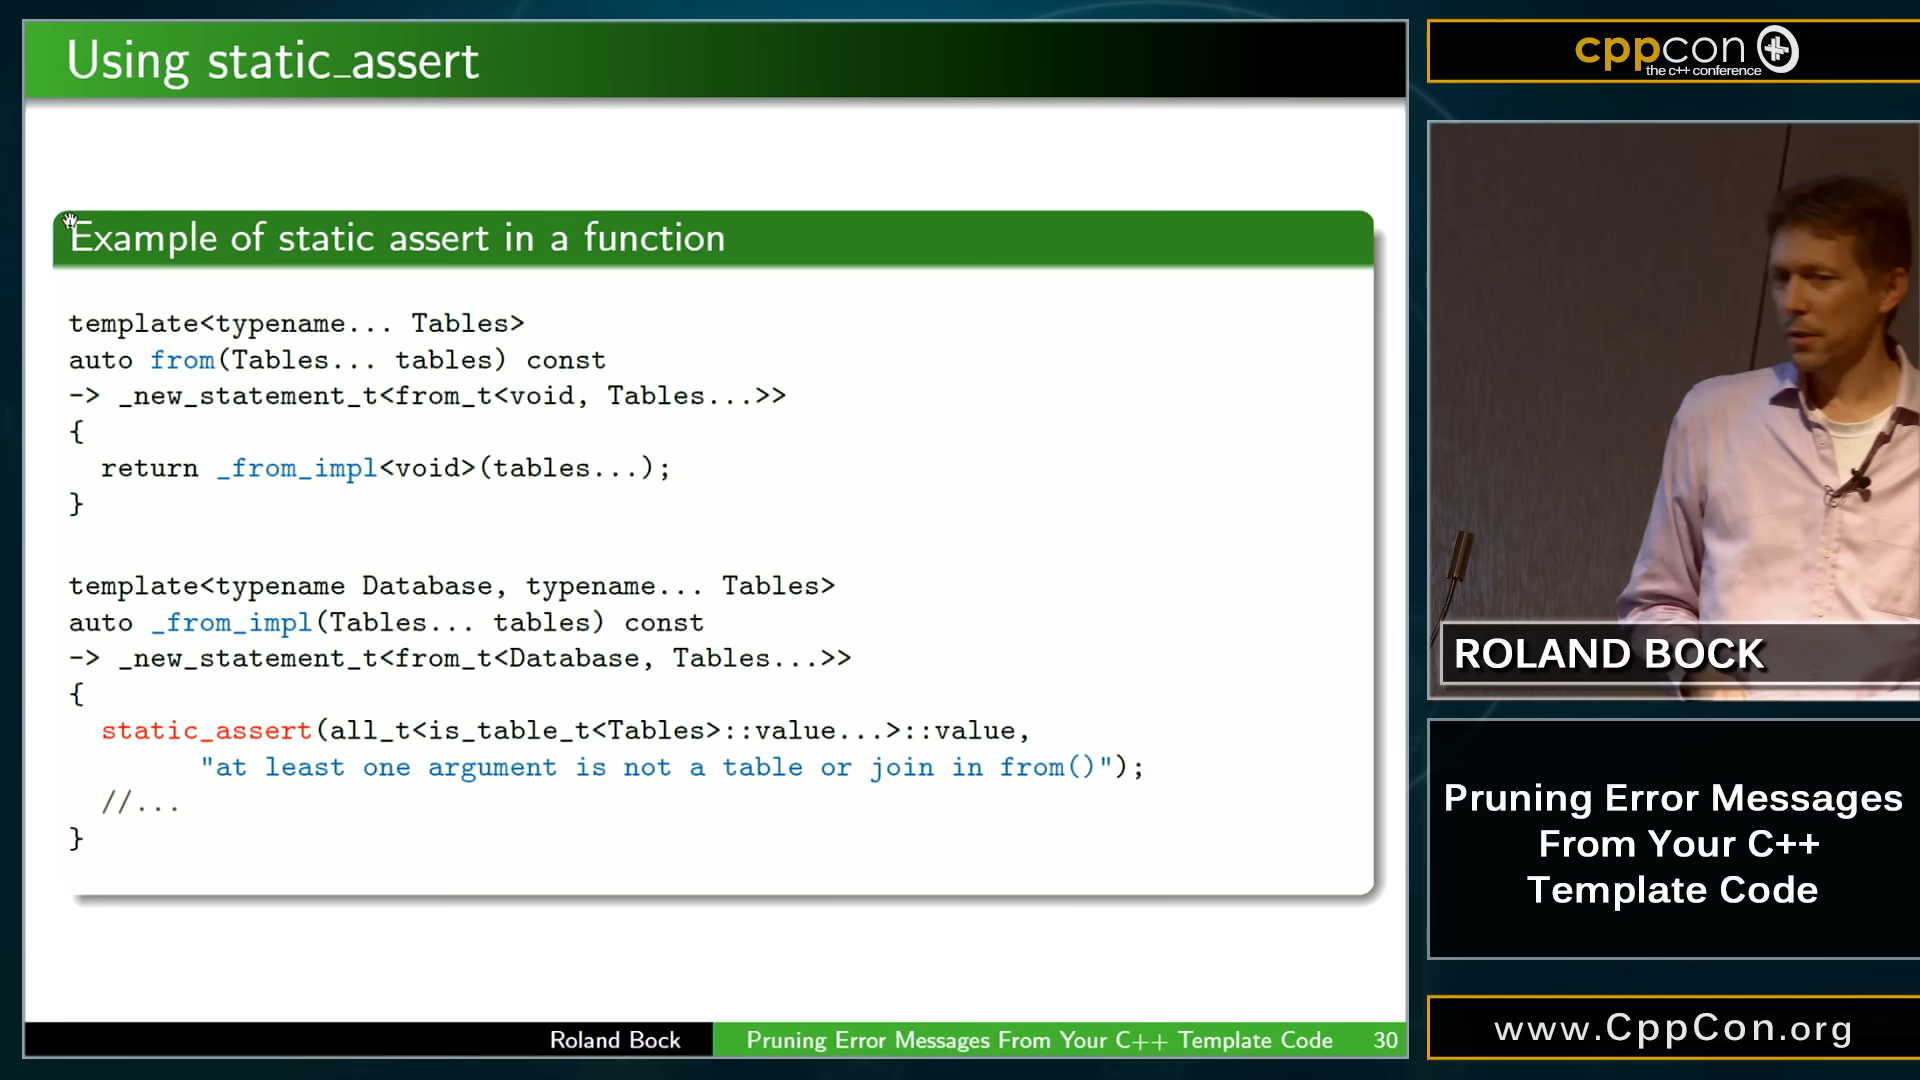 Using static_assert
Example of static assert in a function
template<typename... Tables>
auto from(Tables... tables) const
-> _new_statement_t<from_t<void, Tables...>>
{
  return _from_impl<void>(tables...);
}
template<typename Database, typename... Tables>
auto _from_impl(Tables... tables) const
-> _new_statement_t<from_t<Database, Tables...>>
{
  static_assert(all_t<is_table_t<Tables>::value...>::value,
        "at least one argument is not a table or join in from()");
  //...
}
Roland Bock
Pruning Error Messages From Your C++ Template Code
30
cppcon
the c++ conference
ROLAND BOCK
Pruning Error Messages
From Your C++
Template Code
www.CppCon.org